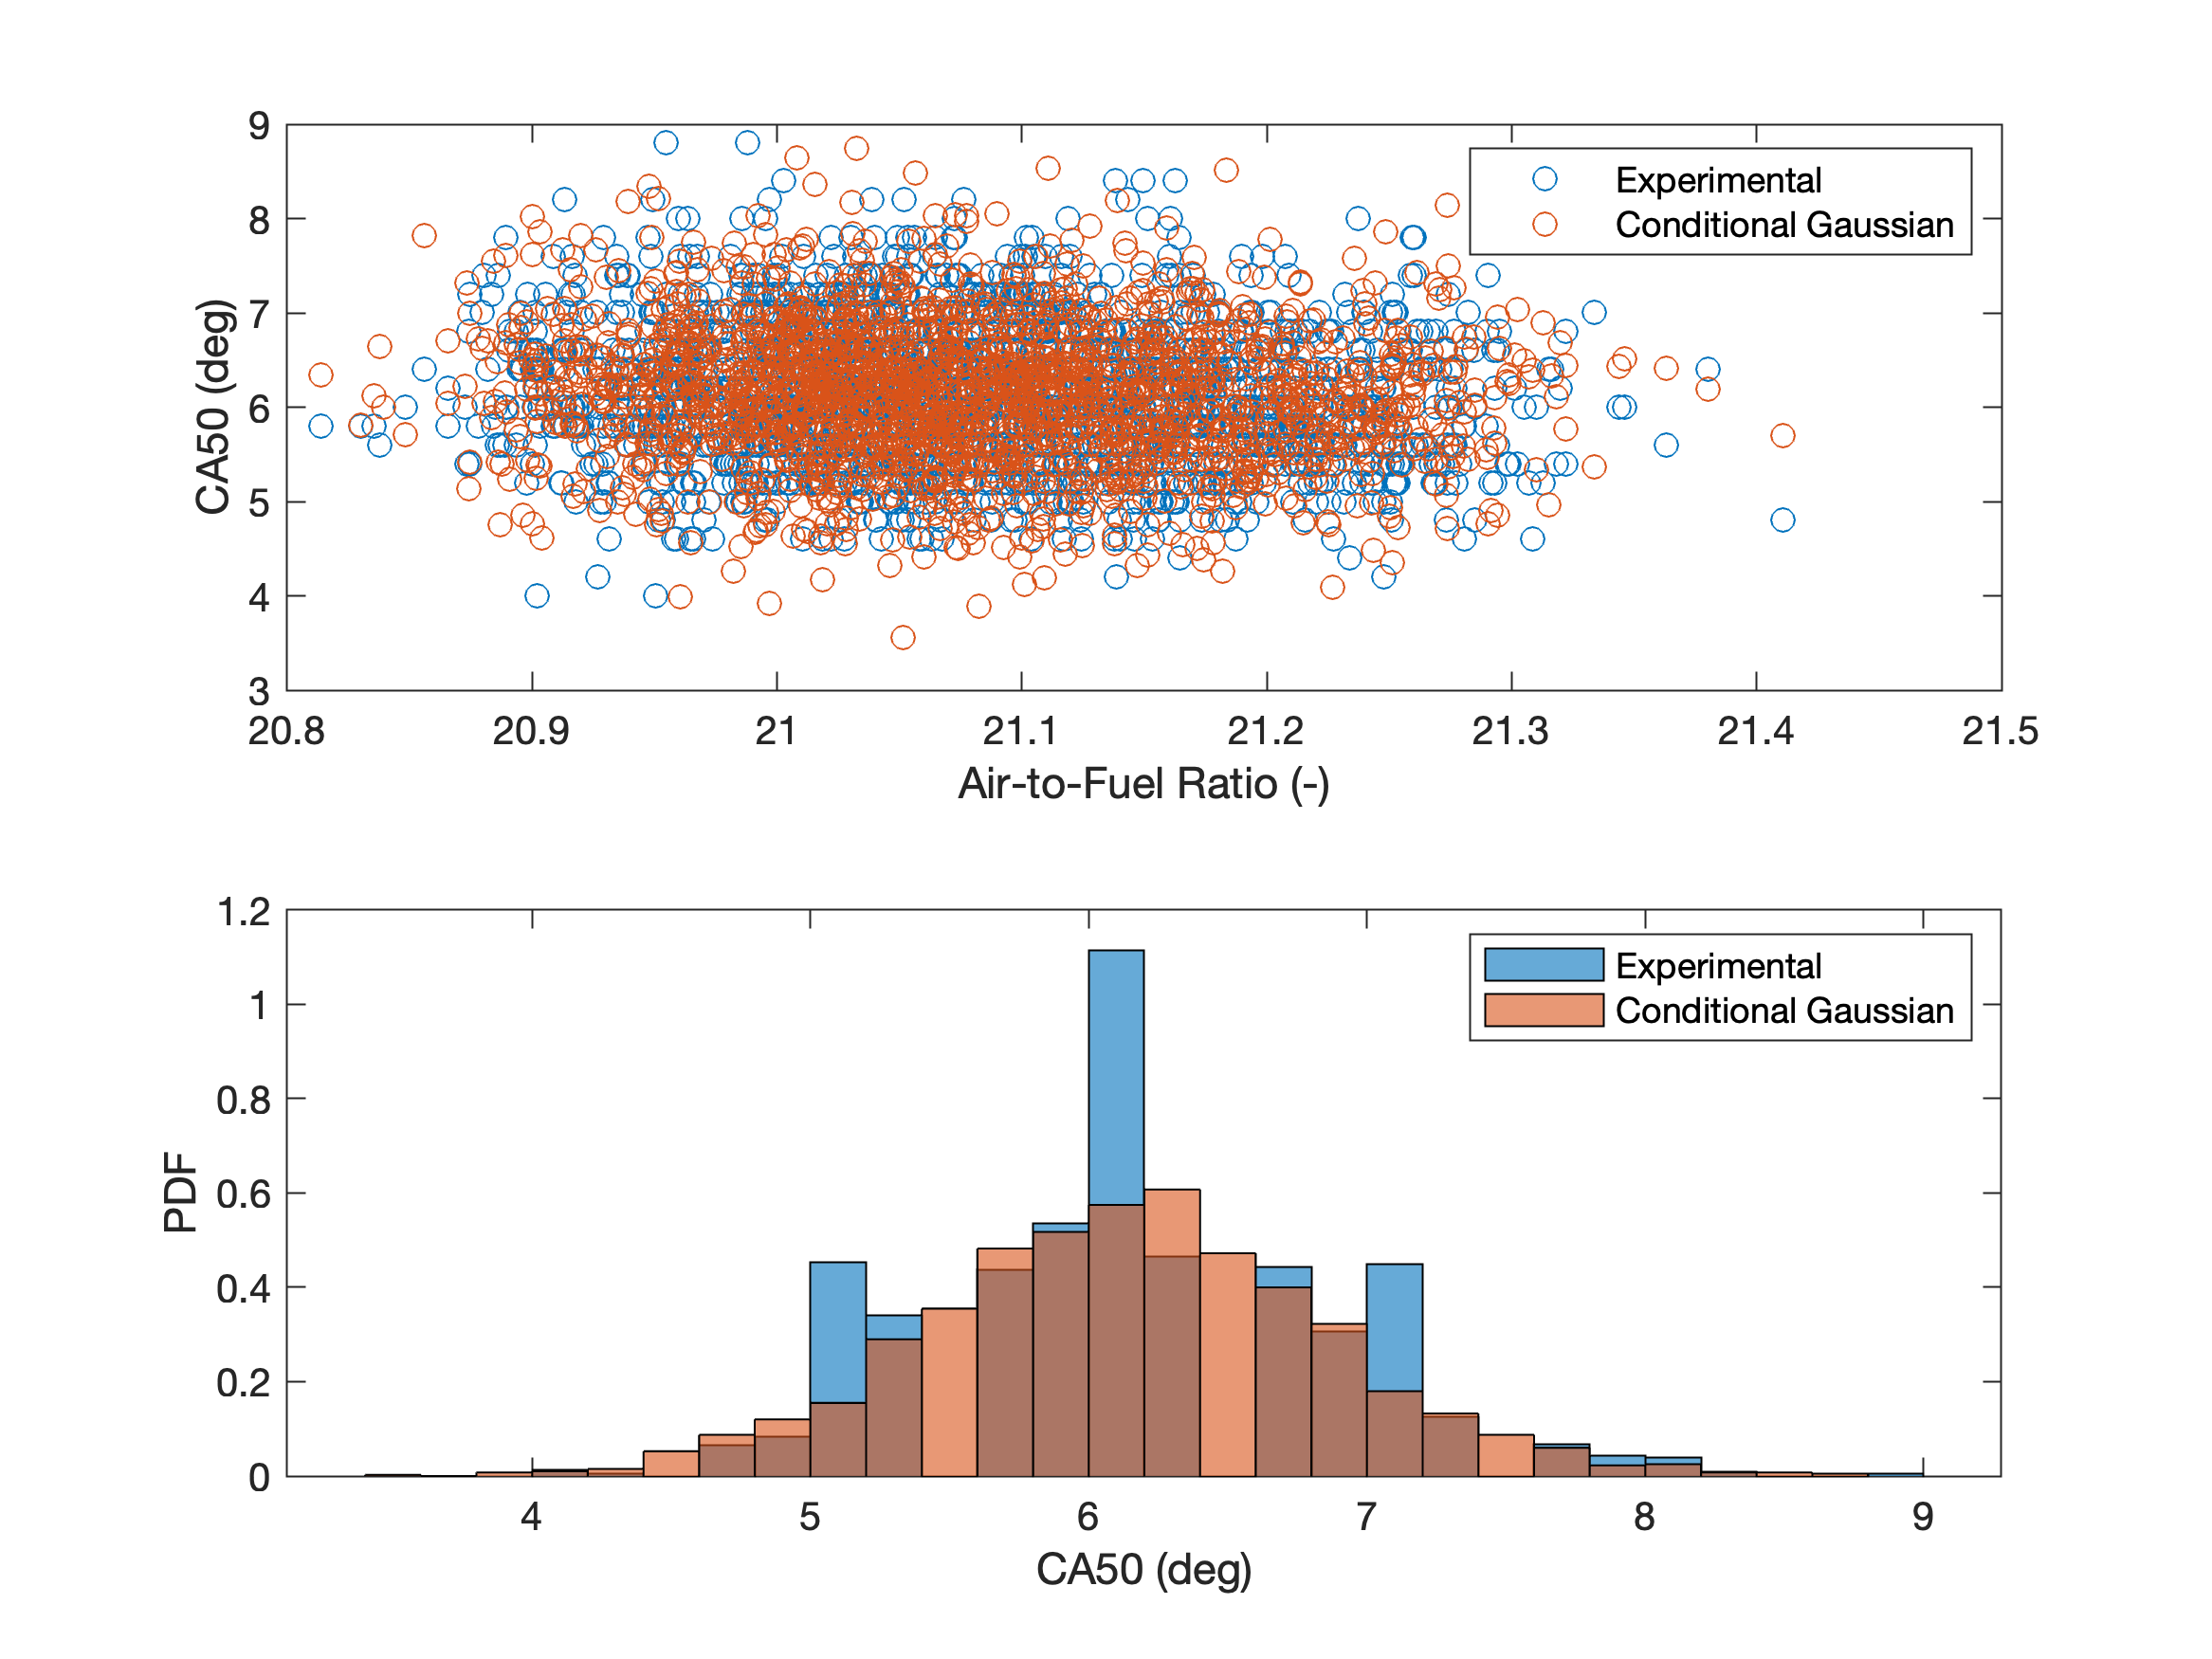 9
8
7
6
5
4
3
CA50 (deg)
Experimental
Conditional Gaussian
20.8 20.9 21 21.1 21.2 21.3 21.4 21.5
Air-to-Fuel Ratio (-)
1.2
1
0.8
0.6
0.4
0.2
0
PDF
Experimental
Conditional Gaussian
4 5 6 7 8 9
CA50 (deg)